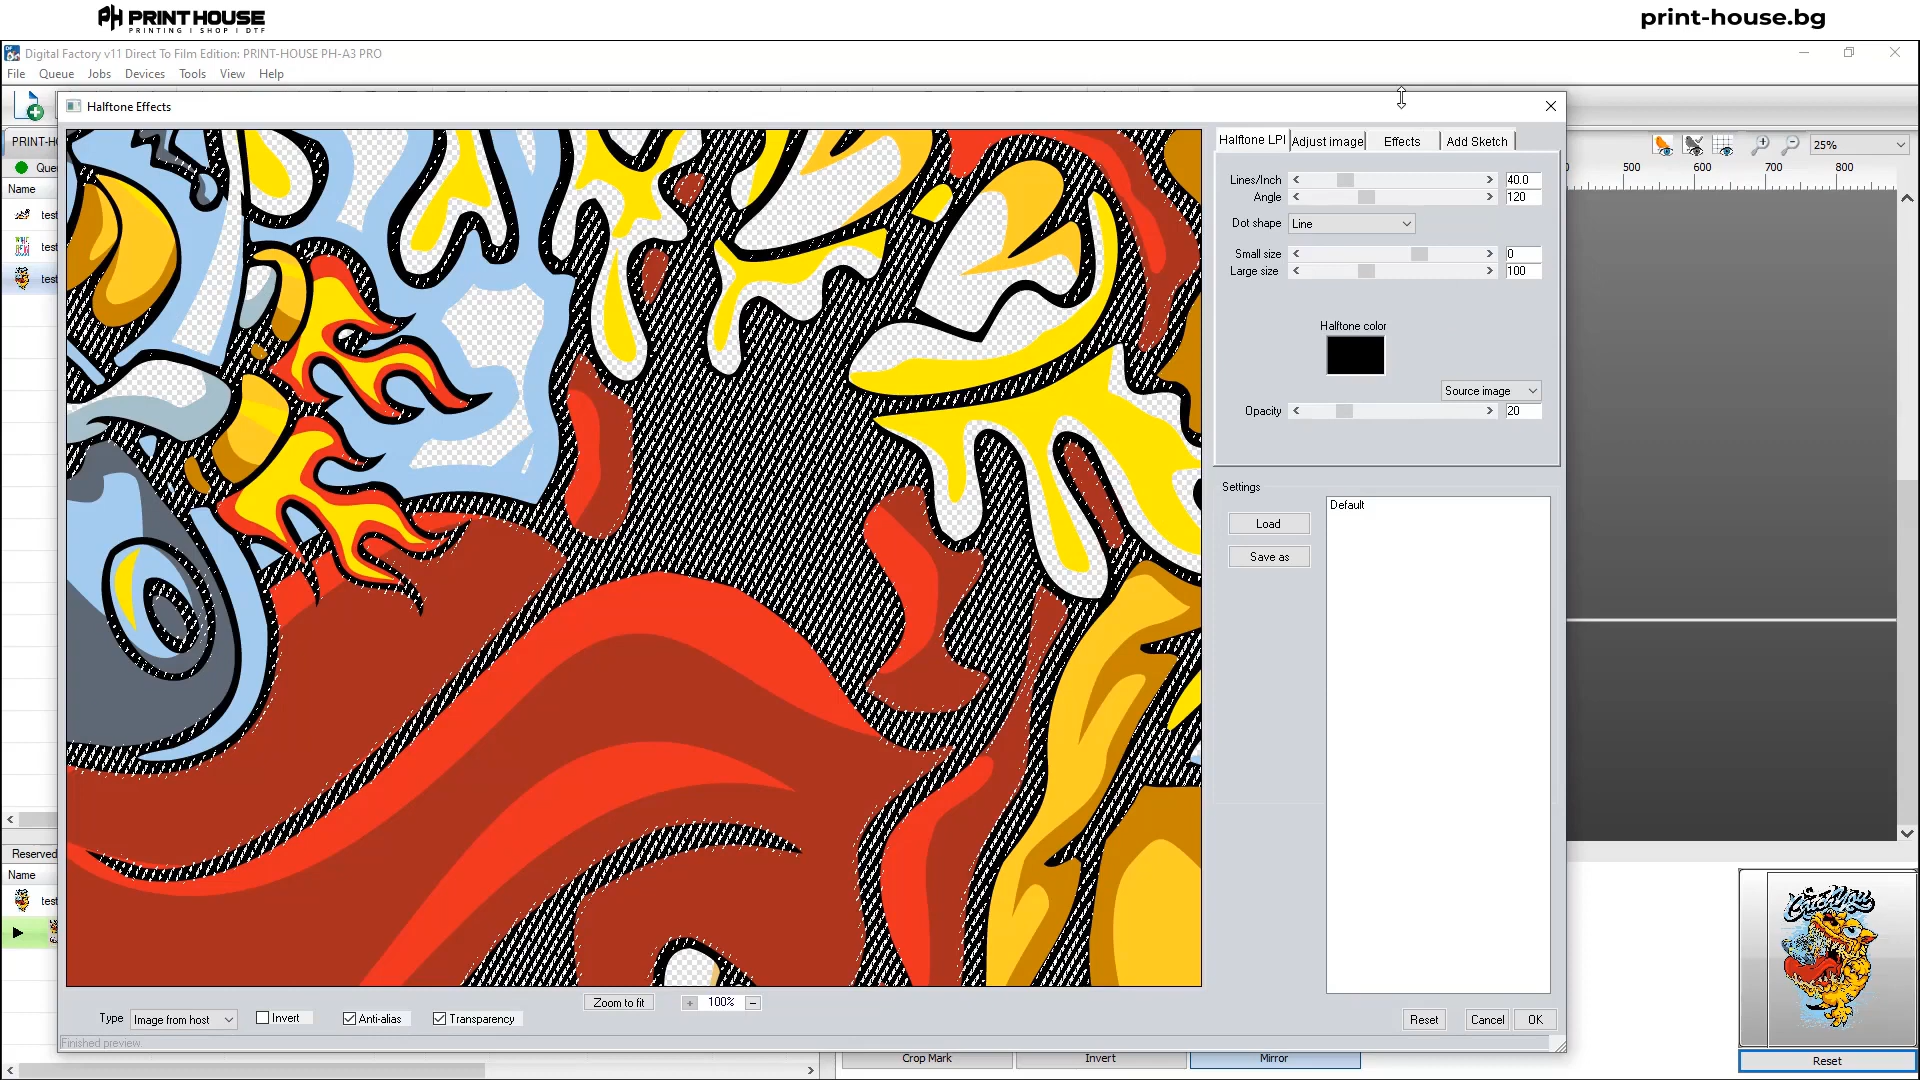 PH PRINT HOUSE
PRINTING | SHOP | DTF
print-house.bg
Digital Factory v11 Direct To Film Edition: PRINT-HOUSE PH-A3 PRO
File Queue Jobs Devices Tools View Help
Halftone Effects
PRINT-H
Halftone LPI Adjust image Effects Add Sketch
25%
500 600 700 800
Que
Name
Lines/Inch 40.0
Angle 120
test
Dot shape Line
test
Small size 0
Large size 100
test
Halftone color
Source image
Opacity 20
Settings
Default
Load
Save as
Reserved
Name
test
Catch You
Zoom to fit + 100% −
Type Image from host Invert Anti-alias Transparency
Reset Cancel OK
Finished preview
Crop Mark Invert Mirror
Reset